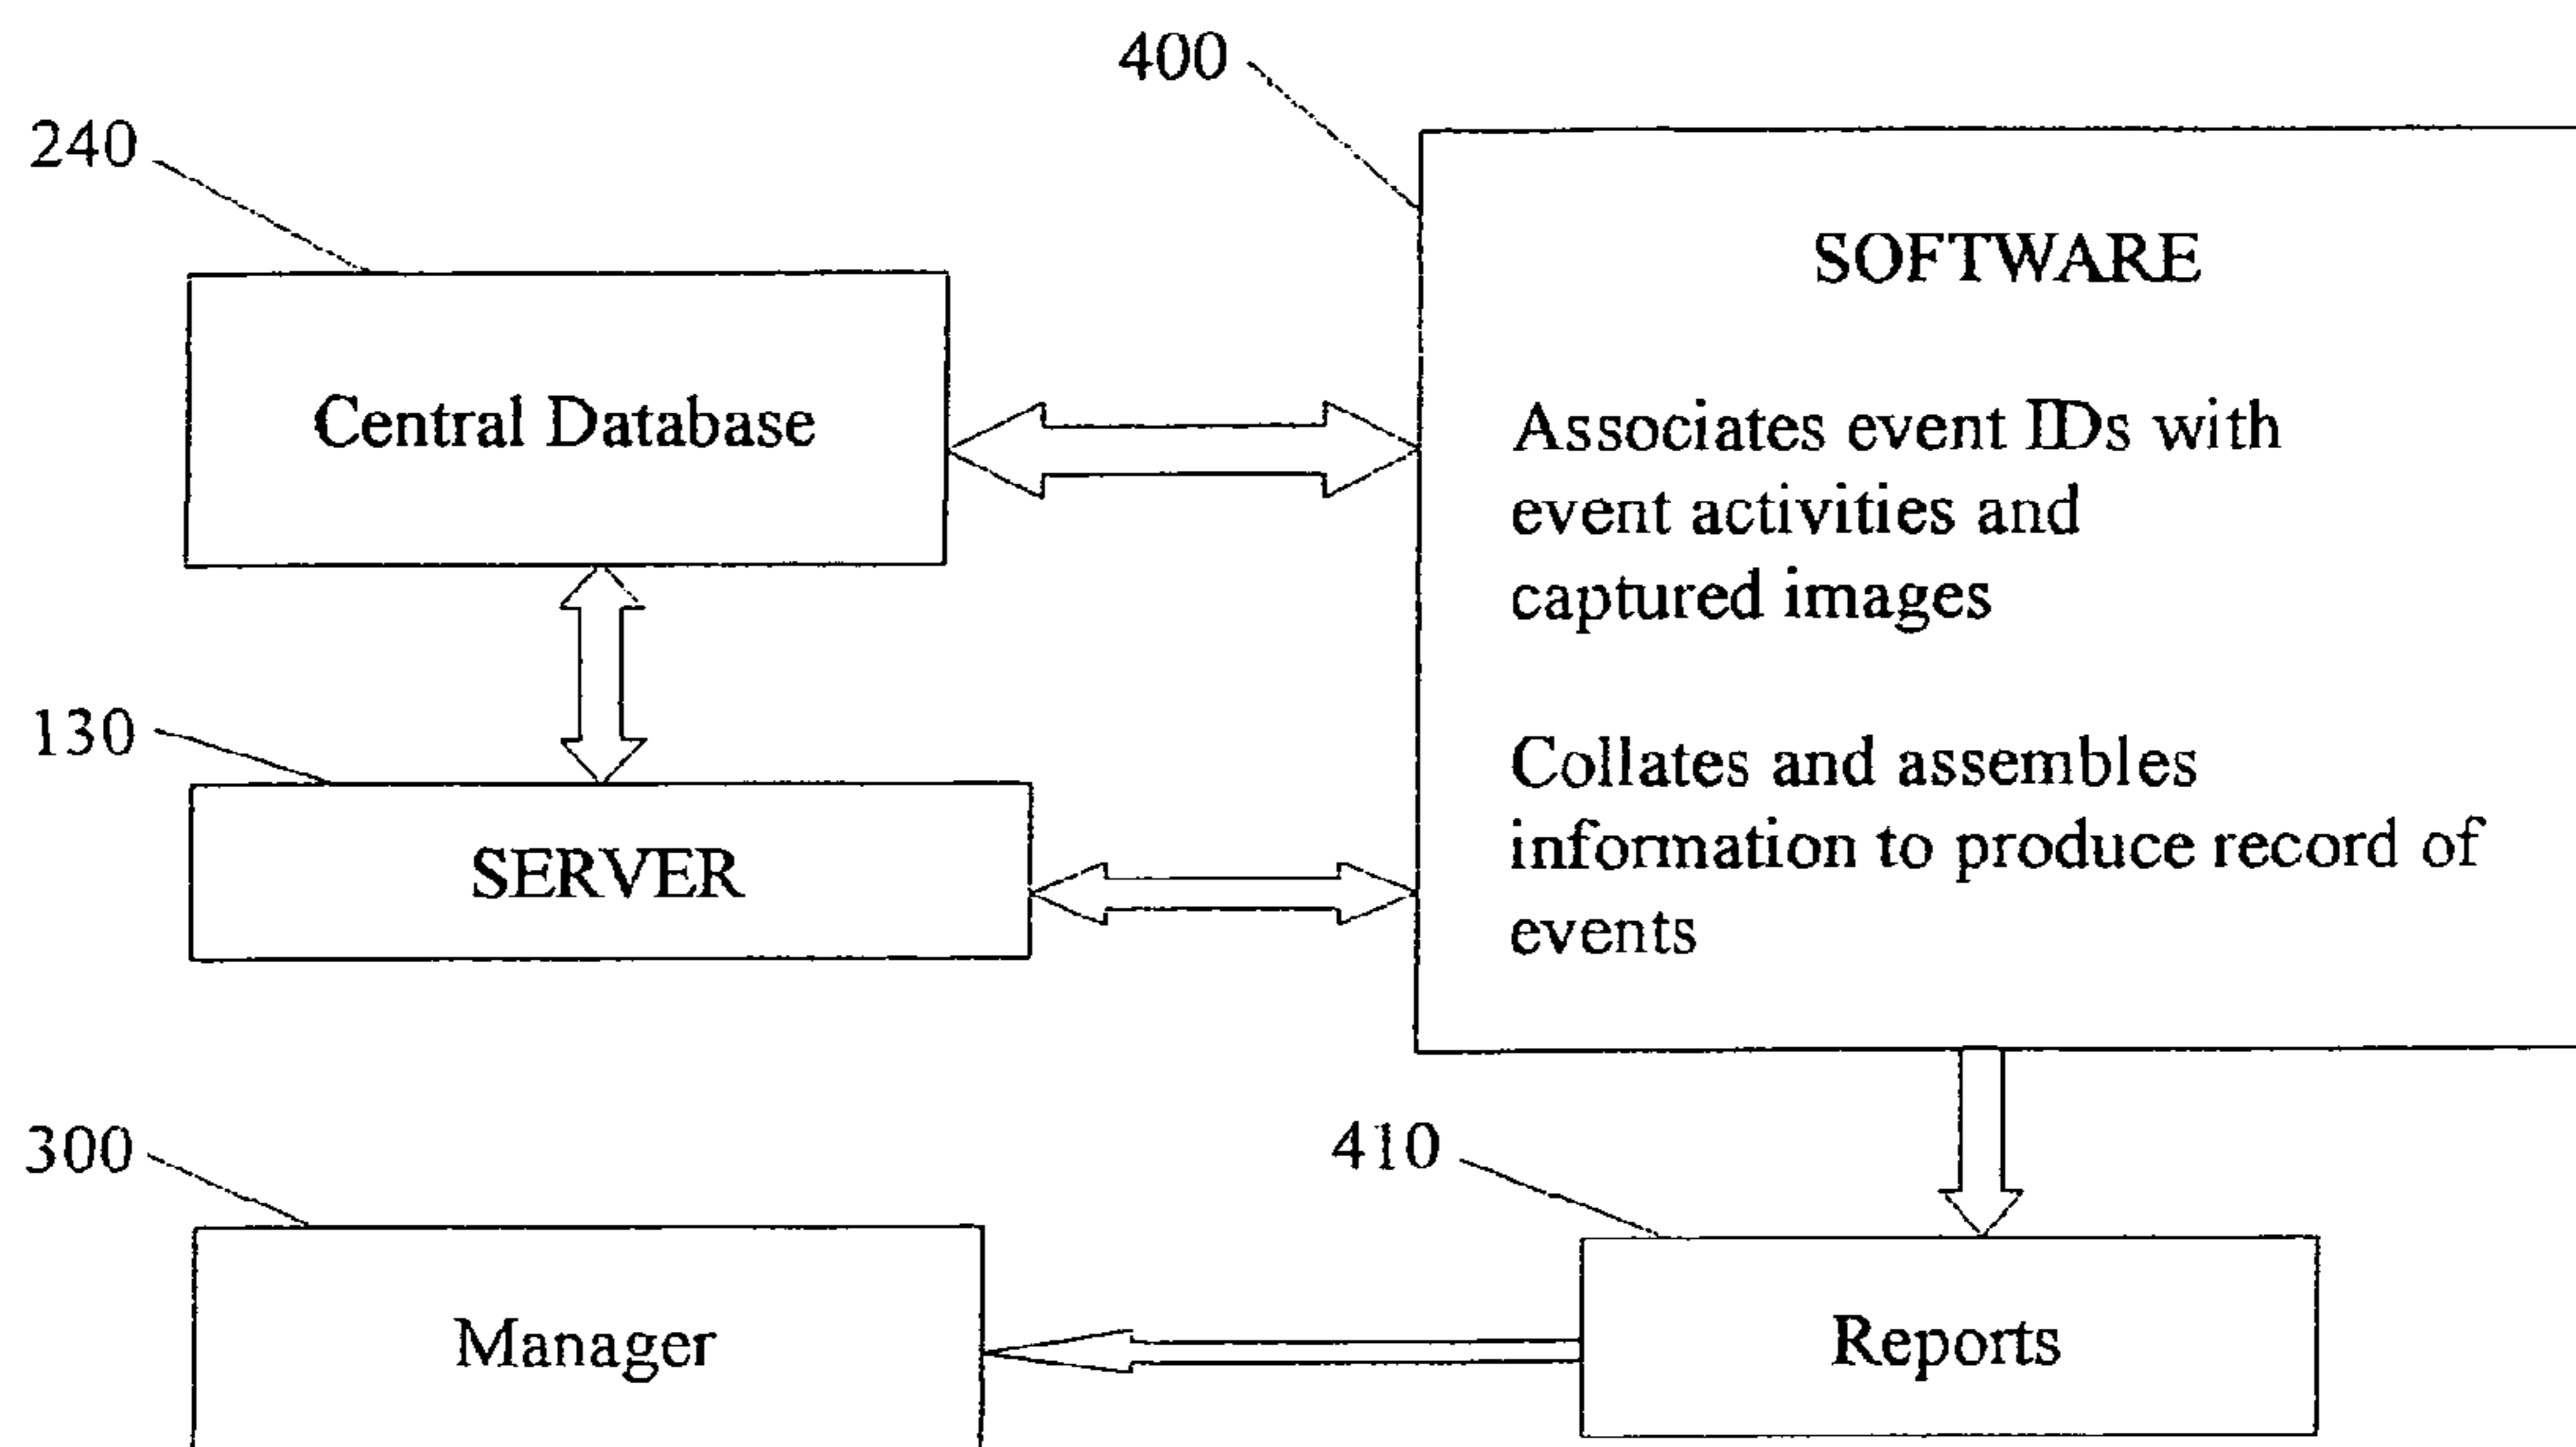 400
240
SOFTWARE
Central Database
Associates event IDs with
event activities and
captured images
130
SERVER
Collates and assembles
information to produce record of
events
300
410
Manager
Reports